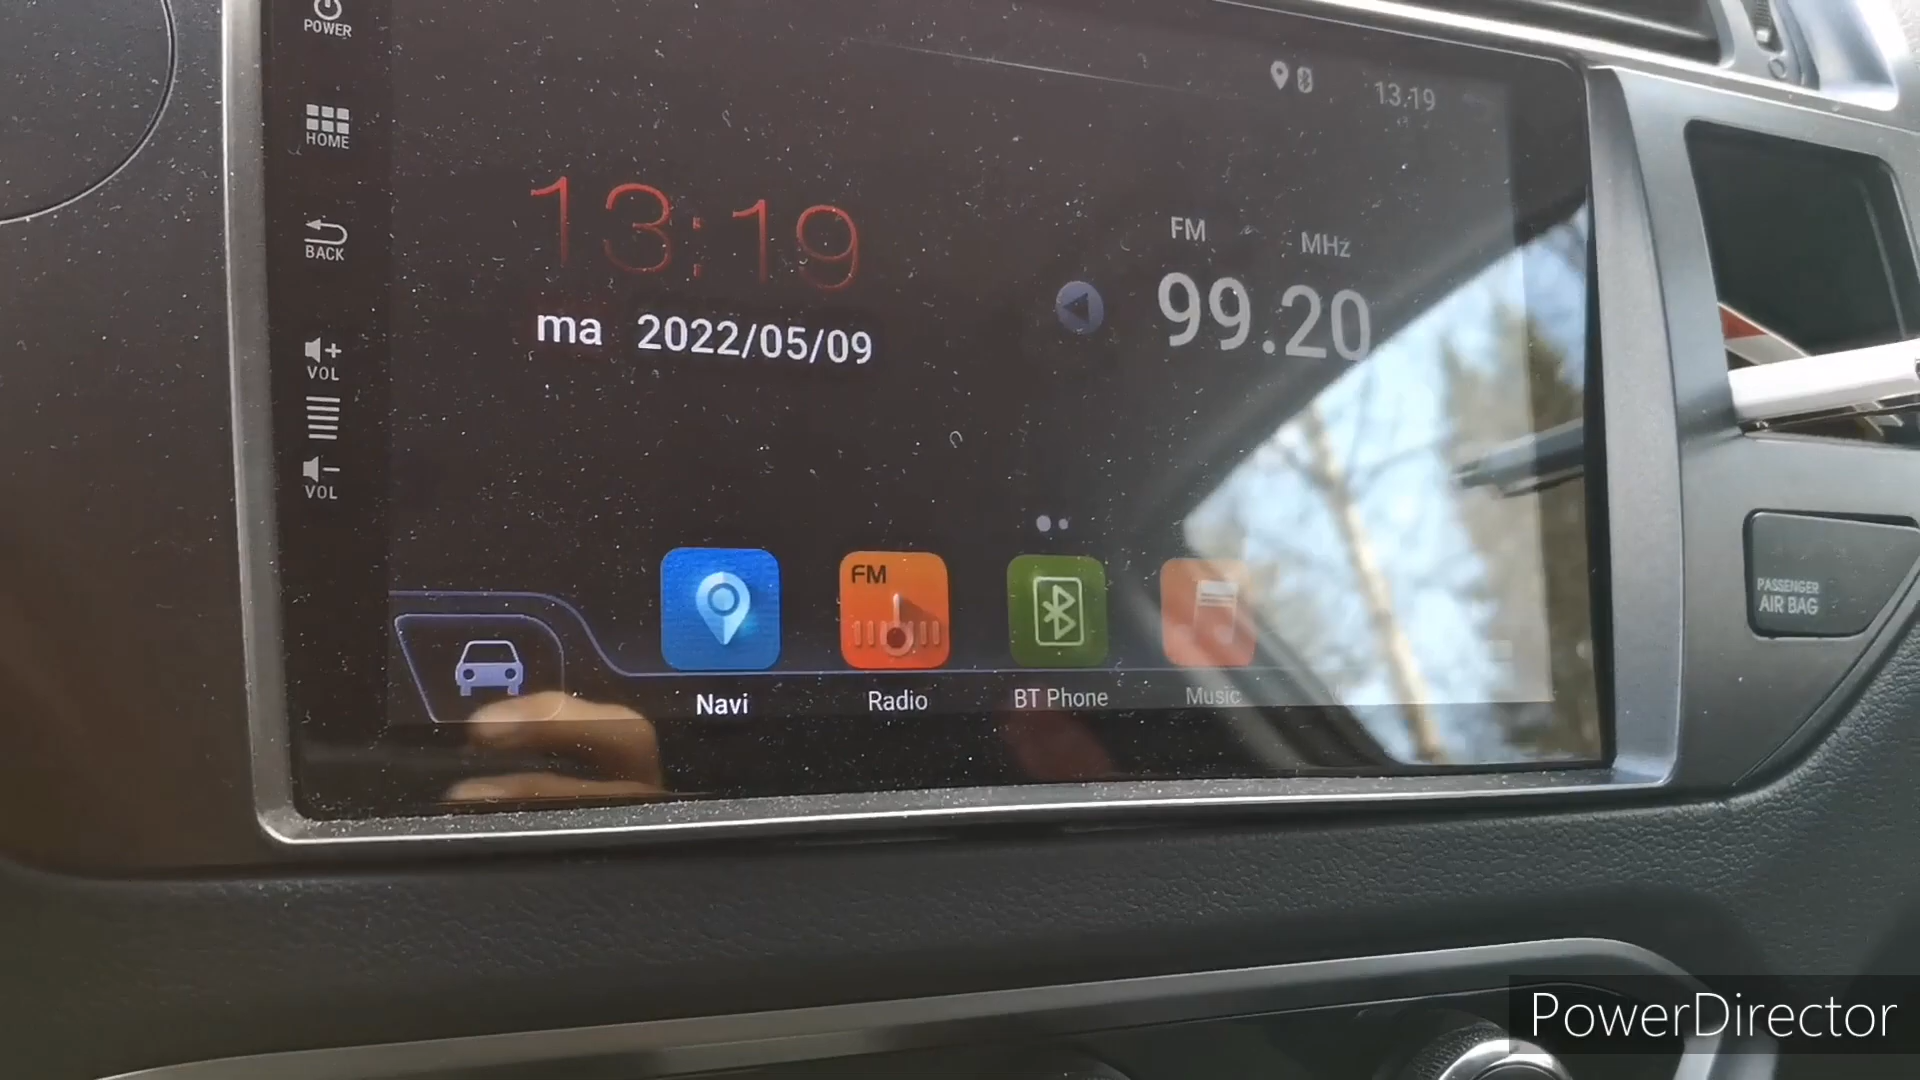 POWER
HOME
BACK
VOL
VOL
13.19
13:19
ma 2022/05/09
FM MHz
99.20
FM
Navi
Radio
BT Phone
Music
PASSENGER
AIR BAG
PowerDirector